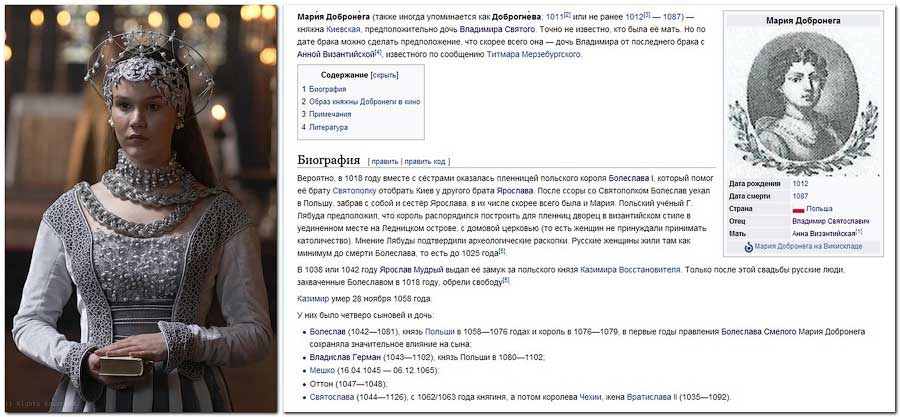 Мария Добронега (также иногда упоминается как Доброгнева; 1011[2] или не ранее 1012[3] — 1087) —
княжна Киевская, предположительно дочь Владимира Святого. Точно не известно, кто была её мать. Но по
дате брака можно сделать предположение, что скорее всего она — дочь Владимира от последнего брака с
Анной Византийской[4], известного по сообщению Титмара Мерзебургского.
Содержание [скрыть]
1 Биография
2 Образ княжны Добронеги в кино
3 Примечания
4 Литература
Биография [ править | править код ]
Вероятно, в 1018 году вместе с сёстрами оказалась пленницей польского короля Болеслава I, который помог
её брату Святополку отобрать Киев у другого брата Ярослава. После ссоры со Святополком Болеслав уехал
в Польшу, забрав с собой и сестёр Ярослава, в их числе скорее всего была и Мария. Польский учёный Г.
Лябуда предположил, что король распорядился построить для пленниц дворец в византийском стиле в
уединённом месте на Ледницком острове, с домовой церковью (то есть женщин не принуждали принимать
католичество). Мнение Лябуды подтвердили археологические раскопки. Русские женщины жили там как
минимум до смерти Болеслава, то есть до 1025 года[5].
В 1038 или 1042 году Ярослав Мудрый выдал её замуж за польского князя Казимира Восстановителя. Только после этой свадьбы русские люди,
захваченные Болеславом в 1018 году, обрели свободу[5].
Казимир умер 28 ноября 1058 года.
У них было четверо сыновей и дочь:
Болеслав (1042—1081), князь Польши в 1058—1076 годах и король в 1076—1079, в первые годы правления Болеслава Смелого Мария Добронега
сохраняла значительное влияние на сына;
Владислав Герман (1043—1102), князь Польши в 1080—1102;
Мешко (16.04.1045 — 06.12.1065);
Оттон (1047—1048);
Святослава (1044—1126), с 1062/1063 года княгиня, а потом королева Чехии, жена Вратислава II (1035—1092).
Мария Добронега
Дата рождения 1012
Дата смерти 1087
Страна Польша
Отец Владимир Святославич
Мать Анна Византийская[1]
Мария Добронега на Викискладе